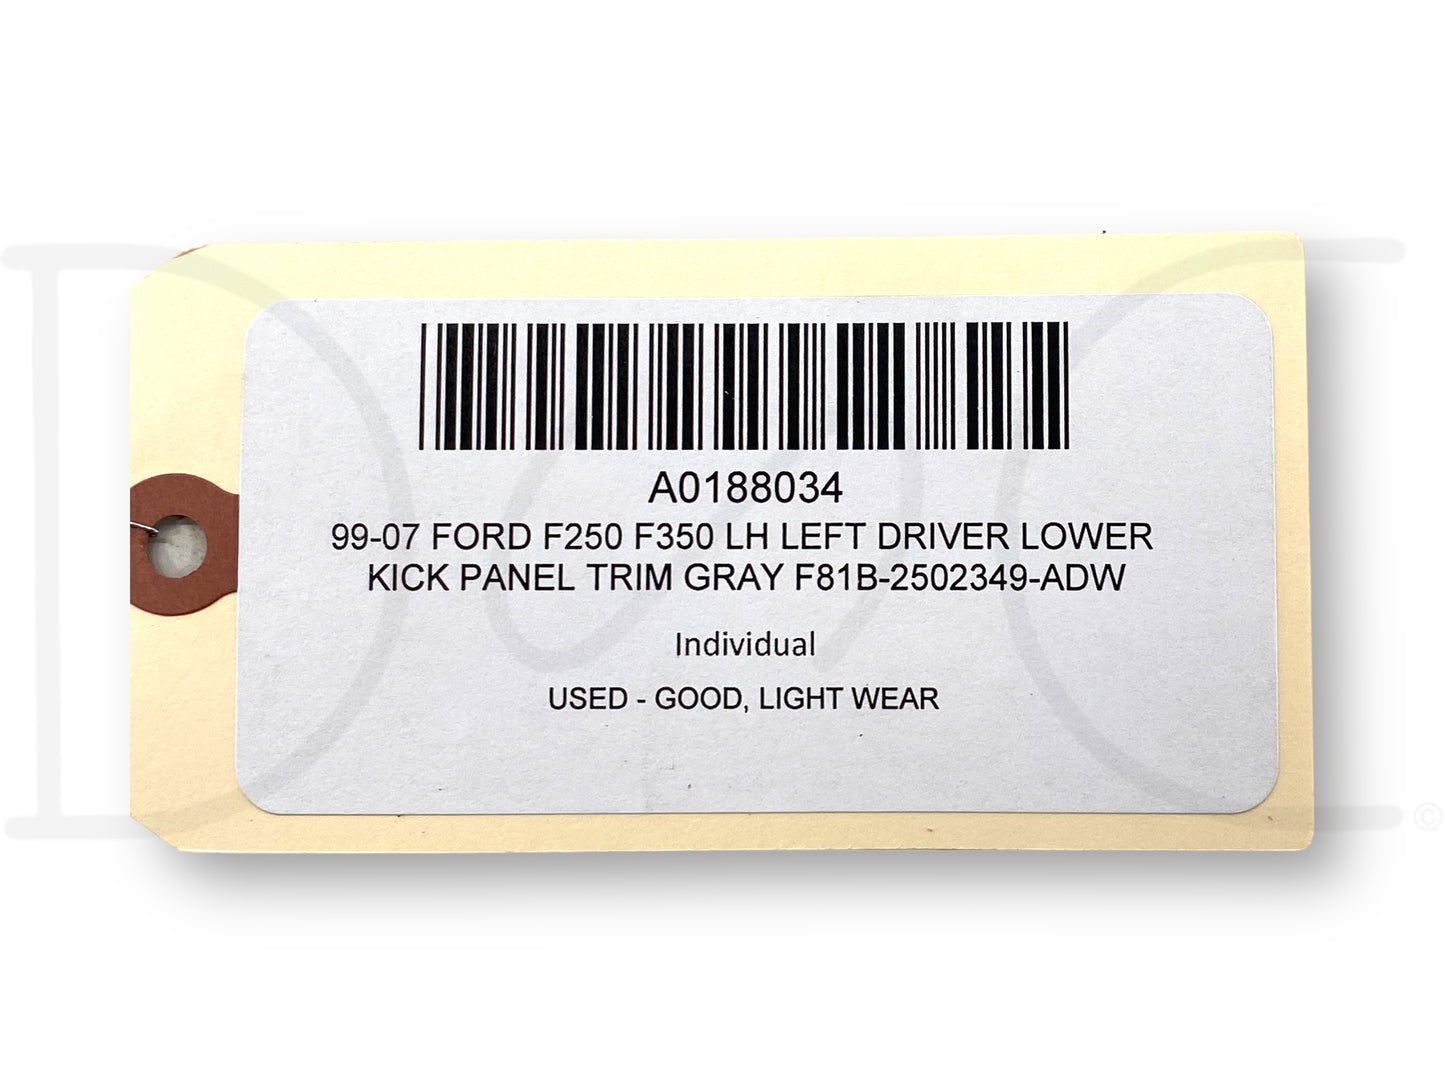 A0188034
99-07 FORD F250 F350 LH LEFT DRIVER LOWER
KICK PANEL TRIM GRAY F81B-2502349-ADW
Individual
USED - GOOD, LIGHT WEAR
©